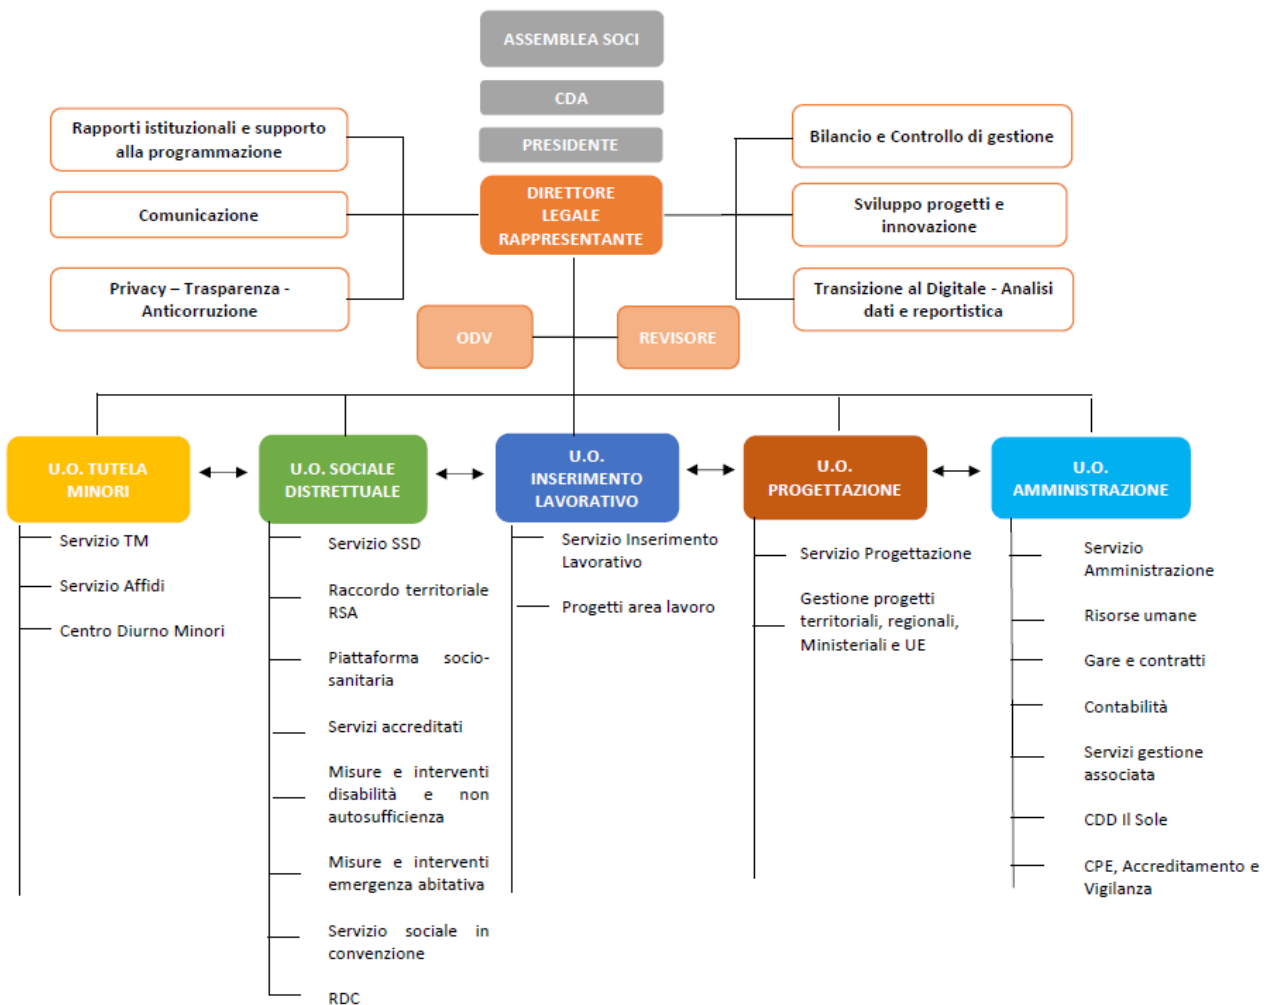 ASSEMBLEA SOCI
CDA
PRESIDENTE
DIRETTORE
LEGALE
RAPPRESENTANTE
Rapporti istituzionali e supporto
alla programmazione
Comunicazione
Privacy – Trasparenza -
Anticorruzione
Bilancio e Controllo di gestione
Sviluppo progetti e
innovazione
Transizione al Digitale - Analisi
dati e reportistica
ODV
REVISORE
U.O. TUTELA
MINORI
Servizio TM
Servizio Affidi
Centro Diurno Minori
U.O. SOCIALE
DISTRETTUALE
Servizio SSD
Raccordo territoriale
RSA
Piattaforma socio-
sanitaria
Servizi accreditati
Misure e interventi
disabilità e non
autosufficienza
Misure e interventi
emergenza abitativa
Servizio sociale in
convenzione
RDC
U.O.
INSERIMENTO
LAVORATIVO
Servizio Inserimento
Lavorativo
Progetti area lavoro
U.O.
PROGETTAZIONE
Servizio Progettazione
Gestione progetti
territoriali, regionali,
Ministeriali e UE
U.O.
AMMINISTRAZIONE
Servizio
Amministrazione
Risorse umane
Gare e contratti
Contabilità
Servizi gestione
associata
CDD Il Sole
CPE, Accreditamento e
Vigilanza